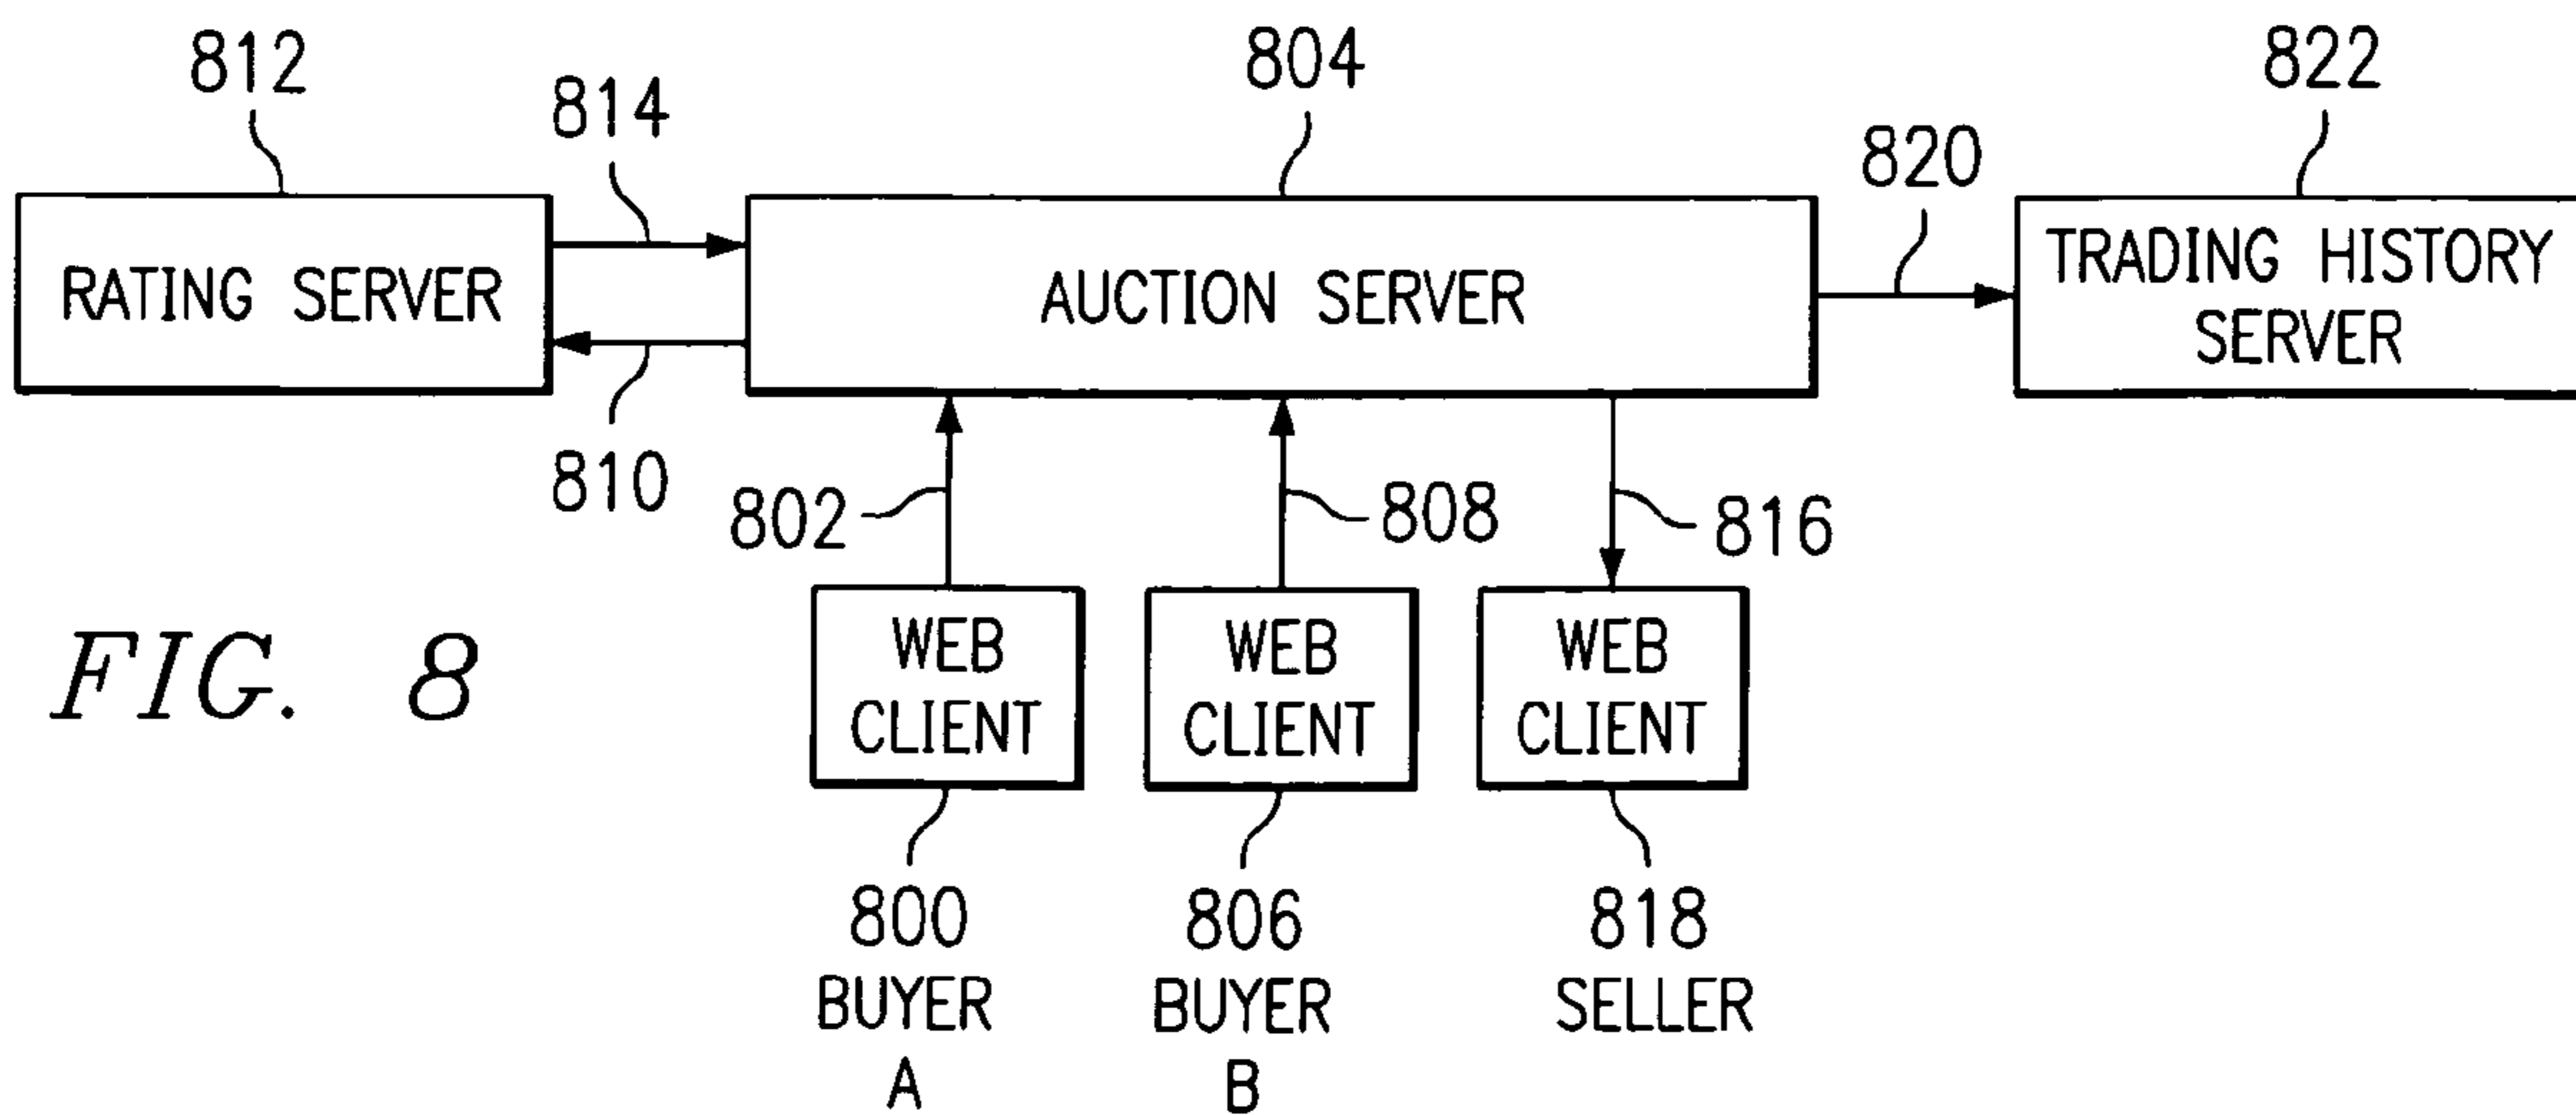 812
814
804
820
822
RATING SERVER
AUCTION SERVER
TRADING HISTORY
SERVER
810
802
808
816
FIG. 8
WEB
CLIENT
WEB
CLIENT
WEB
CLIENT
800
BUYER
A
806
BUYER
B
818
SELLER